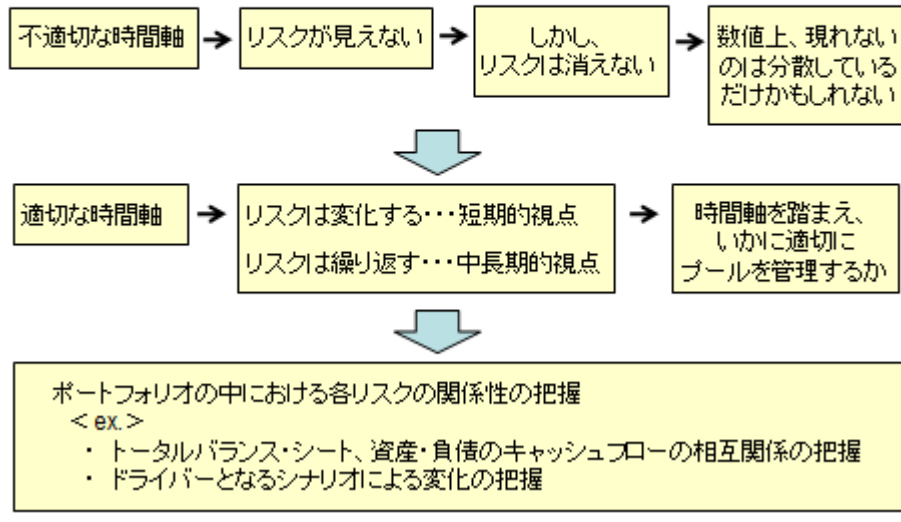 不適切な時間軸
リスクが見えない
しかし、
リスクは消えない
数値上、現れない
のは分散している
だけかもしれない
適切な時間軸
リスクは変化する・・・短期的視点
リスクは繰り返す・・・中長期的視点
時間軸を踏まえ、
いかに適切に
プールを管理するか
ポートフォリオの中における各リスクの関係性の把握
＜ex.＞
・ トータルバランス・シート、資産・負債のキャッシュフローの相互関係の把握
・ ドライバーとなるシナリオによる変化の把握